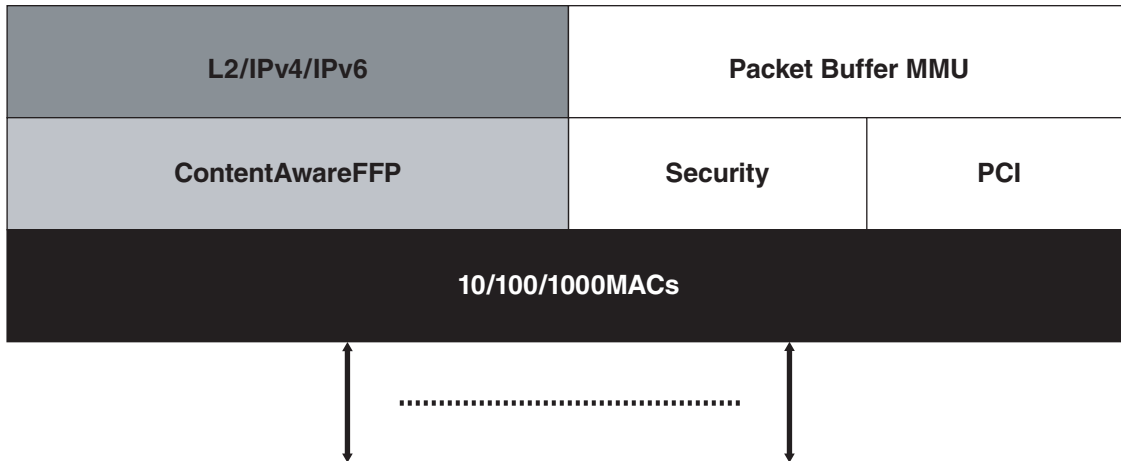 L2/IPv4/IPv6
Packet Buffer MMU
ContentAwareFFP
Security
PCI
10/100/1000MACs